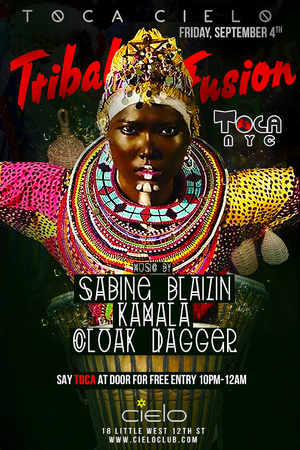 TOCA CIELO
FRIDAY, SEPTEMBER 4TH
Tribal Fusion
TOCA
NYC
MUSIC BY
SABINE BLAIZIN
KAMALA
CLOAK DAGGER
SAY TOCA AT DOOR FOR FREE ENTRY 10PM-12AM
cielo
18 LITTLE WEST 12TH ST
WWW.CIELOCLUB.COM